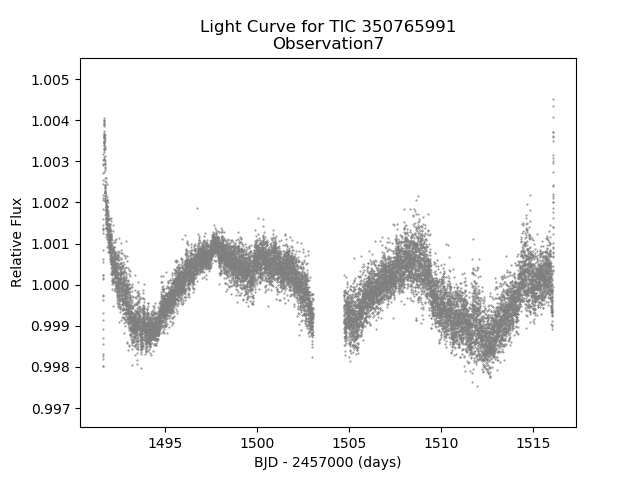 Light Curve for TIC 350765991
Observation7
Relative Flux
1.005
1.004
1.003
1.002
1.001
1.000
0.999
0.998
0.997
1495 1500 1505 1510 1515
BJD - 2457000 (days)